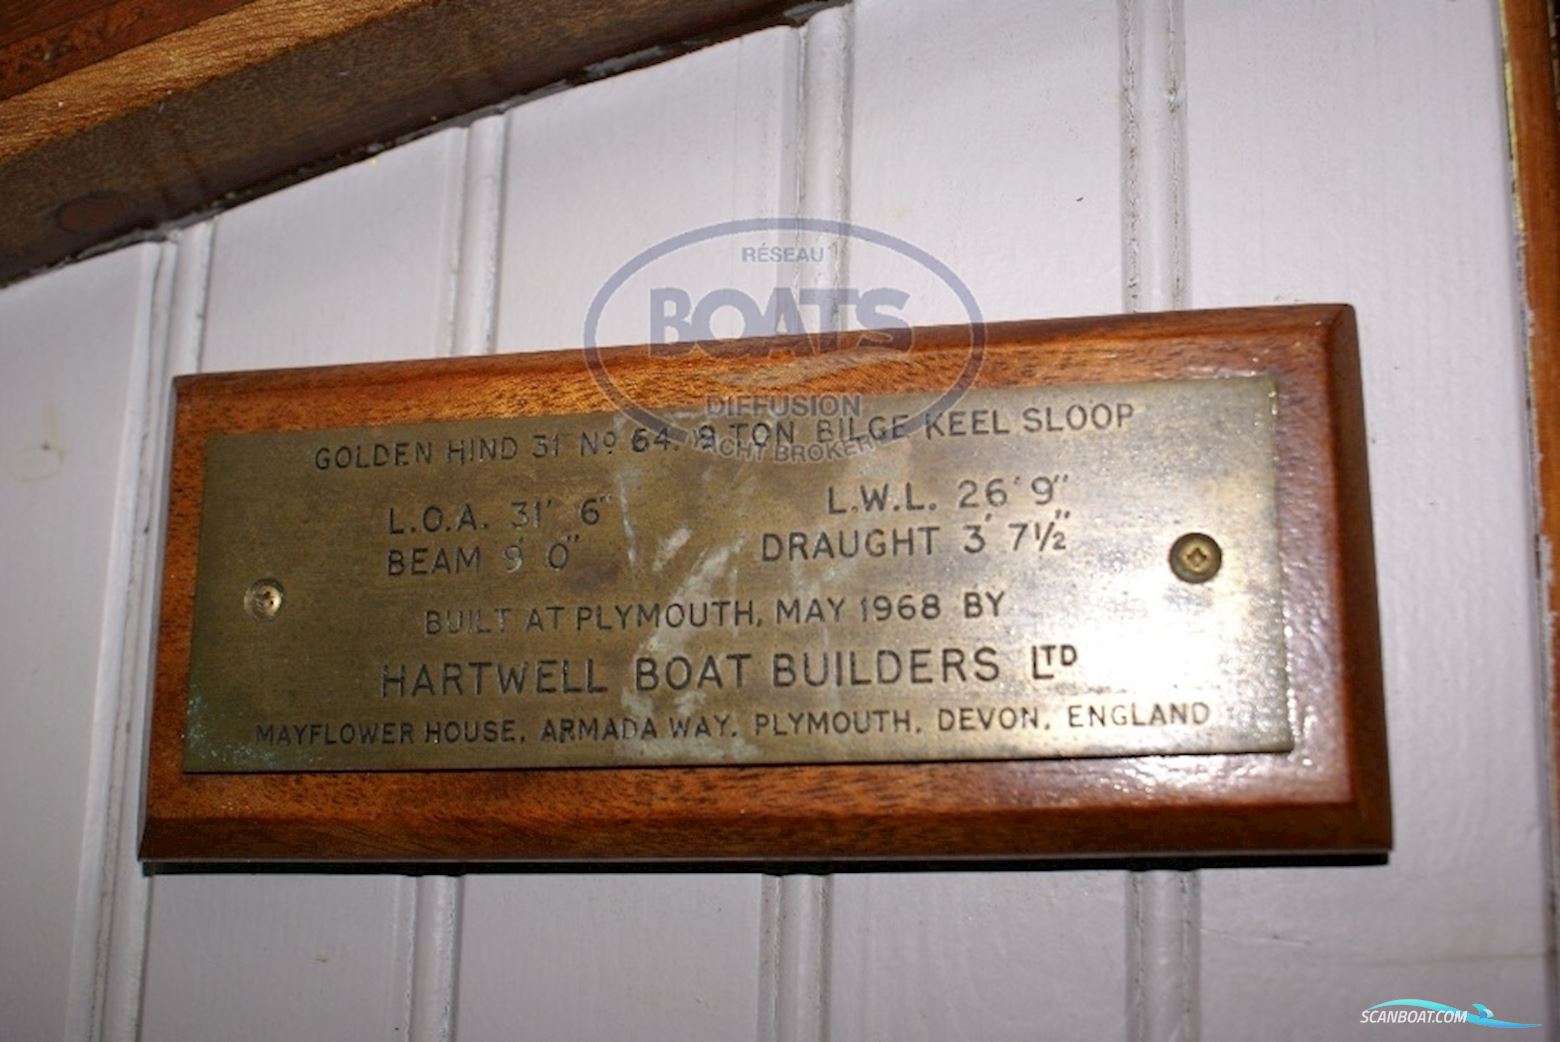 RÉSEAU
BOATS
DIFFUSION
YACHT BROKER
GOLDEN HIND 31 Nº 64. 9 TON BILGE KEEL SLOOP
L.O.A. 31' 6" L.W.L. 26' 9"
BEAM 9' 0" DRAUGHT 3' 7½"
BUILT AT PLYMOUTH, MAY 1968 BY
HARTWELL BOAT BUILDERS LTD
MAYFLOWER HOUSE, ARMADA WAY, PLYMOUTH, DEVON, ENGLAND
SCANBOAT.COM